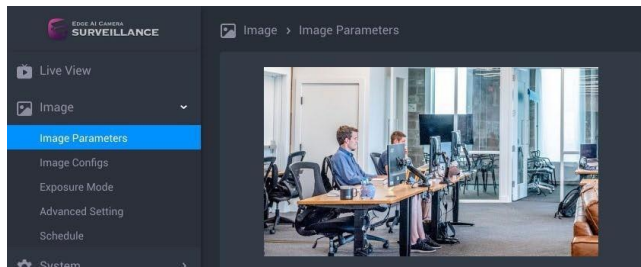 EDGE AI CAMERA
SURVEILLANCE
Image > Image Parameters
Live View
Image
Image Parameters
Image Configs
Exposure Mode
Advanced Setting
Schedule
System